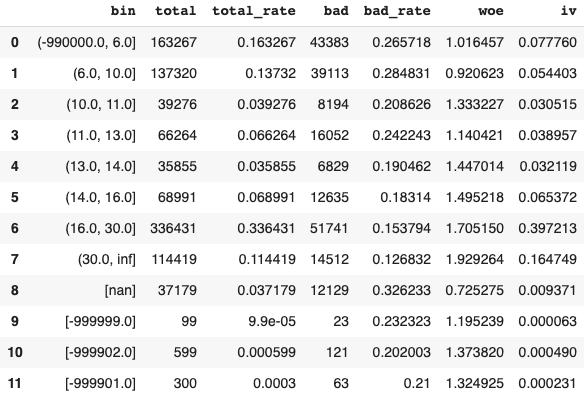 bin total total_rate bad bad_rate woe iv
0 (-990000.0, 6.0] 163267 0.163267 43383 0.265718 1.016457 0.077760
1 (6.0, 10.0] 137320 0.13732 39113 0.284831 0.920623 0.054403
2 (10.0, 11.0] 39276 0.039276 8194 0.208626 1.333227 0.030515
3 (11.0, 13.0] 66264 0.066264 16052 0.242243 1.140421 0.038957
4 (13.0, 14.0] 35855 0.035855 6829 0.190462 1.447014 0.032119
5 (14.0, 16.0] 68991 0.068991 12635 0.18314 1.495218 0.065372
6 (16.0, 30.0] 336431 0.336431 51741 0.153794 1.705150 0.397213
7 (30.0, inf] 114419 0.114419 14512 0.126832 1.929264 0.164749
8 [nan] 37179 0.037179 12129 0.326233 0.725275 0.009371
9 [-999999.0] 99 9.9e-05 23 0.232323 1.195239 0.000063
10 [-999902.0] 599 0.000599 121 0.202003 1.373820 0.000490
11 [-999901.0] 300 0.0003 63 0.21 1.324925 0.000231